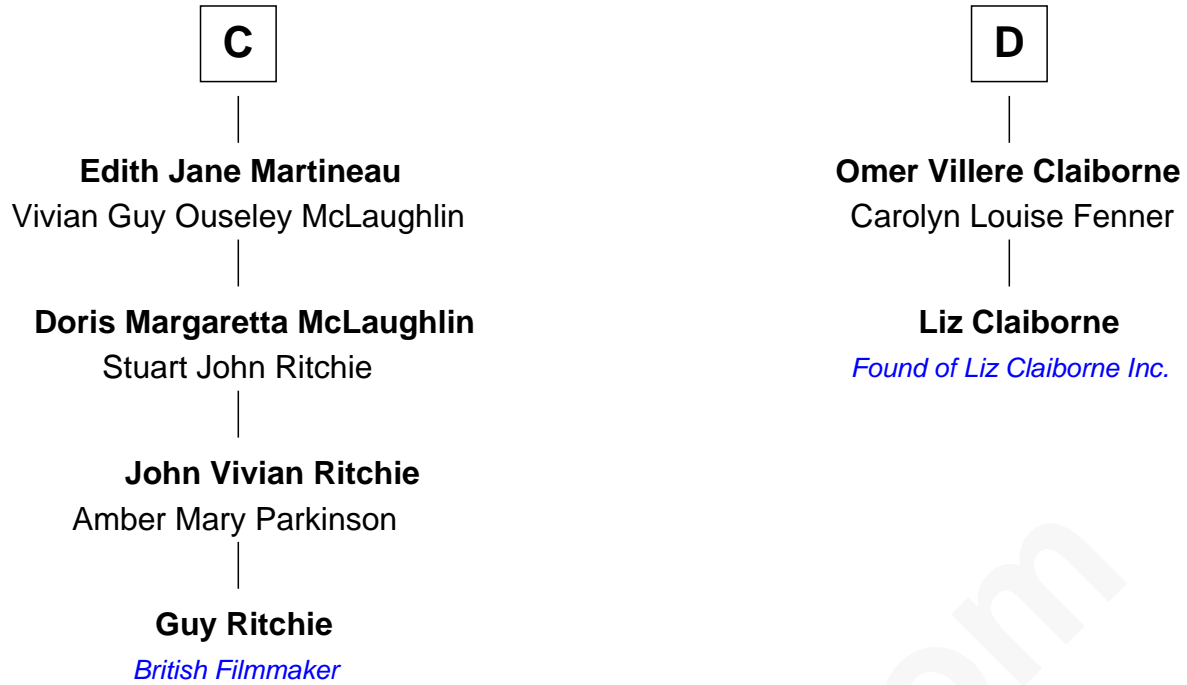 C
Edith Jane Martineau
Vivian Guy Ouseley McLaughlin
Doris Margaretta McLaughlin
Stuart John Ritchie
John Vivian Ritchie
Amber Mary Parkinson
Guy Ritchie
British Filmmaker
D
Omer Villere Claiborne
Carolyn Louise Fenner
Liz Claiborne
Found of Liz Claiborne Inc.
om